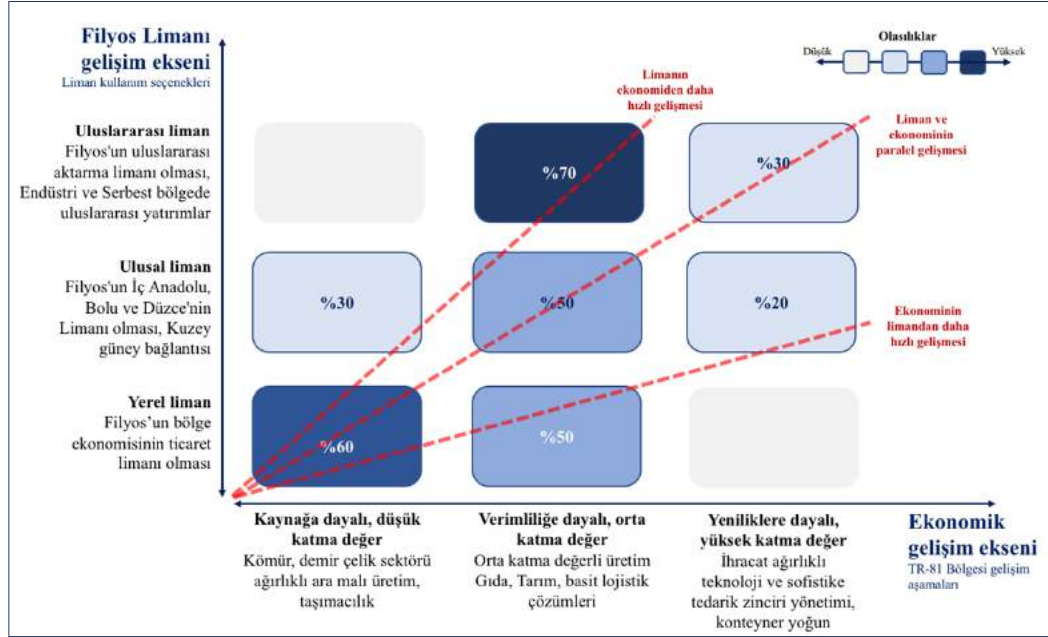 Filyos Limanı
gelişim ekseni
Liman kullanım seçenekleri
Olasılıklar
Düşük
Yüksek
Limanın
ekonomiden daha
hızlı gelişmesi
Liman ve
ekonominin
paralel gelişmesi
Uluslararası liman
Filyos'un uluslararası
aktarma limanı olması,
Endüstri ve Serbest bölgede
uluslararası yatırımlar
%70
%30
Ulusal liman
Filyos'un İç Anadolu,
Bolu ve Düzce'nin
Limanı olması, Kuzey
güney bağlantısı
%30
%50
%20
Ekonominin
limandan daha
hızlı gelişmesi
Yerel liman
Filyos'un bölge
ekonomisinin ticaret
limanı olması
%60
%50
Kaynağa dayalı, düşük
katma değer
Kömür, demir çelik sektörü
ağırlıklı ara malı üretim,
taşımacılık
Verimliliğe dayalı, orta
katma değer
Orta katma değerli üretim
Gıda, Tarım, basit lojistik
çözümleri
Yeniliklere dayalı,
yüksek katma değer
İhracat ağırlıklı
teknoloji ve sofistike
tedarik zinciri yönetimi,
konteyner yoğun
Ekonomik
gelişim ekseni
TR-81 Bölgesi gelişim
aşamaları